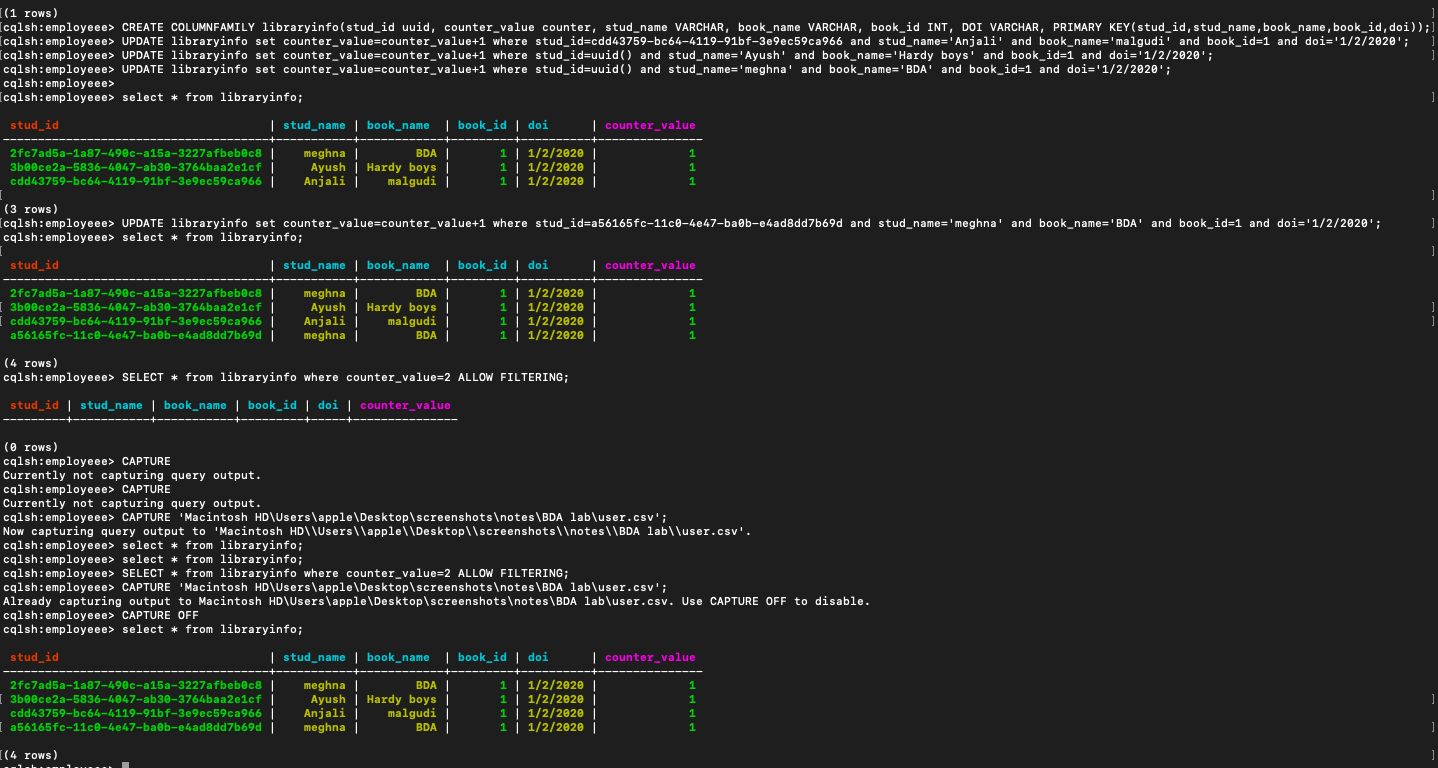 (1 rows)
cqlsh:employeee> CREATE COLUMNFAMILY libraryinfo(stud_id uuid, counter_value counter, stud_name VARCHAR, book_name VARCHAR, book_id INT, DOI VARCHAR, PRIMARY KEY(stud_id,stud_name,book_name,book_id,doi));
cqlsh:employeee> UPDATE libraryinfo set counter_value=counter_value+1 where stud_id=cdd43759-bc64-4119-91bf-3e9ec59ca966 and stud_name='Anjali' and book_name='malgudi' and book_id=1 and doi='1/2/2020';
cqlsh:employeee> UPDATE libraryinfo set counter_value=counter_value+1 where stud_id=uuid() and stud_name='Ayush' and book_name='Hardy boys' and book_id=1 and doi='1/2/2020';
cqlsh:employeee> UPDATE libraryinfo set counter_value=counter_value+1 where stud_id=uuid() and stud_name='meghna' and book_name='BDA' and book_id=1 and doi='1/2/2020';
cqlsh:employeee>
cqlsh:employeee> select * from libraryinfo;
stud_id | stud_name | book_name | book_id | doi | counter_value
--------------------------------------+-----------+------------+---------+----------+---------------
2fc7ad5a-1a87-490c-a15a-3227afbeb0c8 | meghna | BDA | 1 | 1/2/2020 | 1
3b00ce2a-5836-4047-ab30-3764baa2e1cf | Ayush | Hardy boys | 1 | 1/2/2020 | 1
cdd43759-bc64-4119-91bf-3e9ec59ca966 | Anjali | malgudi | 1 | 1/2/2020 | 1
(3 rows)
cqlsh:employeee> UPDATE libraryinfo set counter_value=counter_value+1 where stud_id=a56165fc-11c0-4e47-ba0b-e4ad8dd7b69d and stud_name='meghna' and book_name='BDA' and book_id=1 and doi='1/2/2020';
cqlsh:employeee> select * from libraryinfo;
stud_id | stud_name | book_name | book_id | doi | counter_value
--------------------------------------+-----------+------------+---------+----------+---------------
2fc7ad5a-1a87-490c-a15a-3227afbeb0c8 | meghna | BDA | 1 | 1/2/2020 | 1
3b00ce2a-5836-4047-ab30-3764baa2e1cf | Ayush | Hardy boys | 1 | 1/2/2020 | 1
cdd43759-bc64-4119-91bf-3e9ec59ca966 | Anjali | malgudi | 1 | 1/2/2020 | 1
a56165fc-11c0-4e47-ba0b-e4ad8dd7b69d | meghna | BDA | 1 | 1/2/2020 | 1
(4 rows)
cqlsh:employeee> SELECT * from libraryinfo where counter_value=2 ALLOW FILTERING;
stud_id | stud_name | book_name | book_id | doi | counter_value
---------+-----------+-----------+---------+-----+---------------
(0 rows)
cqlsh:employeee> CAPTURE
Currently not capturing query output.
cqlsh:employeee> CAPTURE
Currently not capturing query output.
cqlsh:employeee> CAPTURE 'Macintosh HD\Users\apple\Desktop\screenshots\notes\BDA lab\user.csv';
Now capturing query output to 'Macintosh HD\\Users\\apple\\Desktop\\screenshots\\notes\\BDA lab\\user.csv'.
cqlsh:employeee> select * from libraryinfo;
cqlsh:employeee> select * from libraryinfo;
cqlsh:employeee> SELECT * from libraryinfo where counter_value=2 ALLOW FILTERING;
cqlsh:employeee> CAPTURE 'Macintosh HD\Users\apple\Desktop\screenshots\notes\BDA lab\user.csv';
Already capturing output to Macintosh HD\Users\apple\Desktop\screenshots\notes\BDA lab\user.csv. Use CAPTURE OFF to disable.
cqlsh:employeee> CAPTURE OFF
cqlsh:employeee> select * from libraryinfo;
stud_id | stud_name | book_name | book_id | doi | counter_value
--------------------------------------+-----------+------------+---------+----------+---------------
2fc7ad5a-1a87-490c-a15a-3227afbeb0c8 | meghna | BDA | 1 | 1/2/2020 | 1
3b00ce2a-5836-4047-ab30-3764baa2e1cf | Ayush | Hardy boys | 1 | 1/2/2020 | 1
cdd43759-bc64-4119-91bf-3e9ec59ca966 | Anjali | malgudi | 1 | 1/2/2020 | 1
a56165fc-11c0-4e47-ba0b-e4ad8dd7b69d | meghna | BDA | 1 | 1/2/2020 | 1
(4 rows)
cqlsh:employeee>